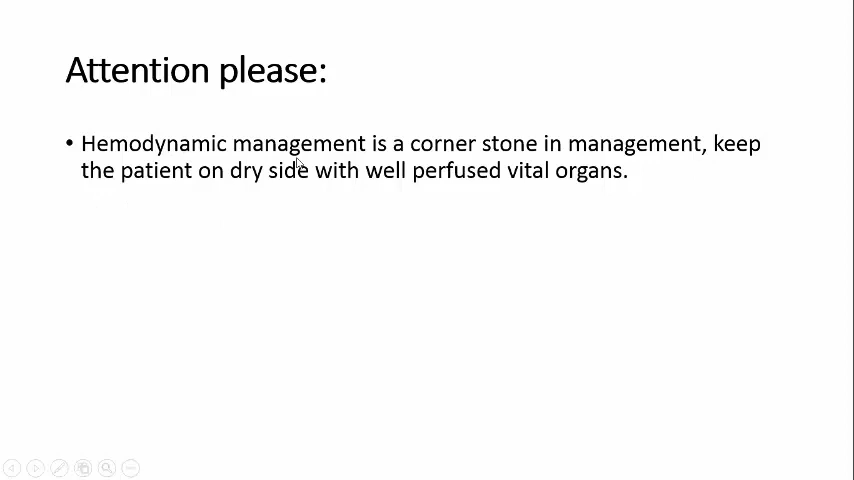 Attention please:
• Hemodynamic management is a corner stone in management, keep
the patient on dry side with well perfused vital organs.